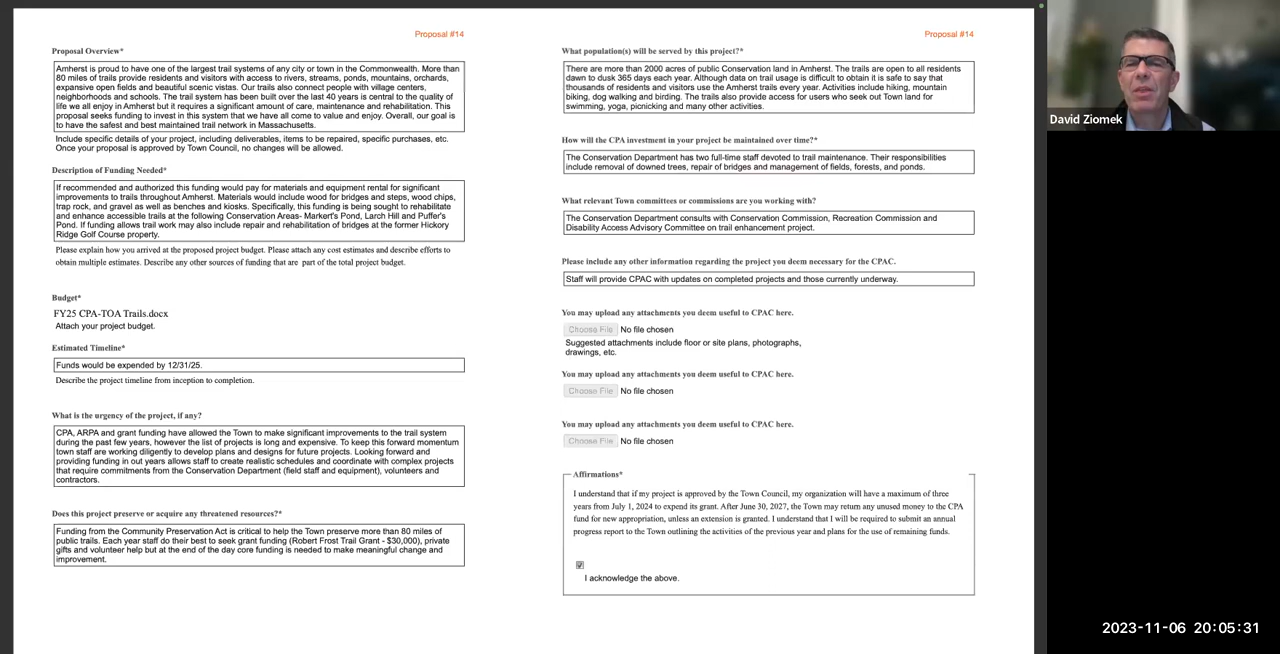 Proposal #14
Proposal Overview*
Amherst is proud to have one of the largest trail systems of any city or town in the Commonwealth. More than
80 miles of trails provide residents and visitors with access to rivers, streams, ponds, mountains, orchards,
expansive open fields and beautiful scenic vistas. Our trails also connect people with village centers,
neighborhoods and schools. The trail system has been built over the last 40 years is central to the quality of
life we all enjoy in Amherst but it requires a significant amount of care, maintenance and rehabilitation. This
proposal seeks funding to invest in this system that we have all come to value and enjoy. Overall, our goal is
to have the safest and best maintained trail network in Massachusetts.
Include specific details of your project, including deliverables, items to be repaired, specific purchases, etc.
Once your proposal is approved by Town Council, no changes will be allowed.
Description of Funding Needed*
If recommended and authorized this funding would pay for materials and equipment rental for significant
improvements to trails throughout Amherst. Materials would include wood for bridges and steps, wood chips,
trap rock, and gravel as well as benches and kiosks. Specifically, this funding is being sought to rehabilitate
and enhance accessible trails at the following Conservation Areas- Markert's Pond, Larch Hill and Puffer's
Pond. If funding allows trail work may also include repair and rehabilitation of bridges at the former Hickory
Ridge Golf Course property.
Please explain how you arrived at the proposed project budget. Please attach any cost estimates and describe efforts to
obtain multiple estimates. Describe any other sources of funding that are part of the total project budget.
Budget*
FY25 CPA-TOA Trails.docx
Attach your project budget.
Estimated Timeline*
Funds would be expended by 12/31/25.
Describe the project timeline from inception to completion.
What is the urgency of the project, if any?
CPA, ARPA and grant funding have allowed the Town to make significant improvements to the trail system
during the past few years, however the list of projects is long and expensive. To keep this forward momentum
town staff are working diligently to develop plans and designs for future projects. Looking forward and
providing funding in out years allows staff to create realistic schedules and coordinate with complex projects
that require commitments from the Conservation Department (field staff and equipment), volunteers and
contractors.
Does this project preserve or acquire any threatened resources?*
Funding from the Community Preservation Act is critical to help the Town preserve more than 80 miles of
public trails. Each year staff do their best to seek grant funding (Robert Frost Trail Grant - $30,000), private
gifts and volunteer help but at the end of the day core funding is needed to make meaningful change and
improvement.
Proposal #14
What population(s) will be served by this project?*
There are more than 2000 acres of public Conservation land in Amherst. The trails are open to all residents
dawn to dusk 365 days each year. Although data on trail usage is difficult to obtain it is safe to say that
thousands of residents and visitors use the Amherst trails every year. Activities include hiking, mountain
biking, dog walking and birding. The trails also provide access for users who seek out Town land for
swimming, yoga, picnicking and many other activities.
How will the CPA investment in your project be maintained over time?*
The Conservation Department has two full-time staff devoted to trail maintenance. Their responsibilities
include removal of downed trees, repair of bridges and management of fields, forests, and ponds.
What relevant Town committees or commissions are you working with?
The Conservation Department consults with Conservation Commission, Recreation Commission and
Disability Access Advisory Committee on trail enhancement project.
Please include any other information regarding the project you deem necessary for the CPAC.
Staff will provide CPAC with updates on completed projects and those currently underway.
You may upload any attachments you deem useful to CPAC here.
Choose File No file chosen
Suggested attachments include floor or site plans, photographs,
drawings, etc.
You may upload any attachments you deem useful to CPAC here.
Choose File No file chosen
You may upload any attachments you deem useful to CPAC here.
Choose File No file chosen
Affirmations*
I understand that if my project is approved by the Town Council, my organization will have a maximum of three
years from July 1, 2024 to expend its grant. After June 30, 2027, the Town may return any unused money to the CPA
fund for new appropriation, unless an extension is granted. I understand that I will be required to submit an annual
progress report to the Town outlining the activities of the previous year and plans for the use of remaining funds.
I acknowledge the above.
David Ziomek
2023-11-06 20:05:31